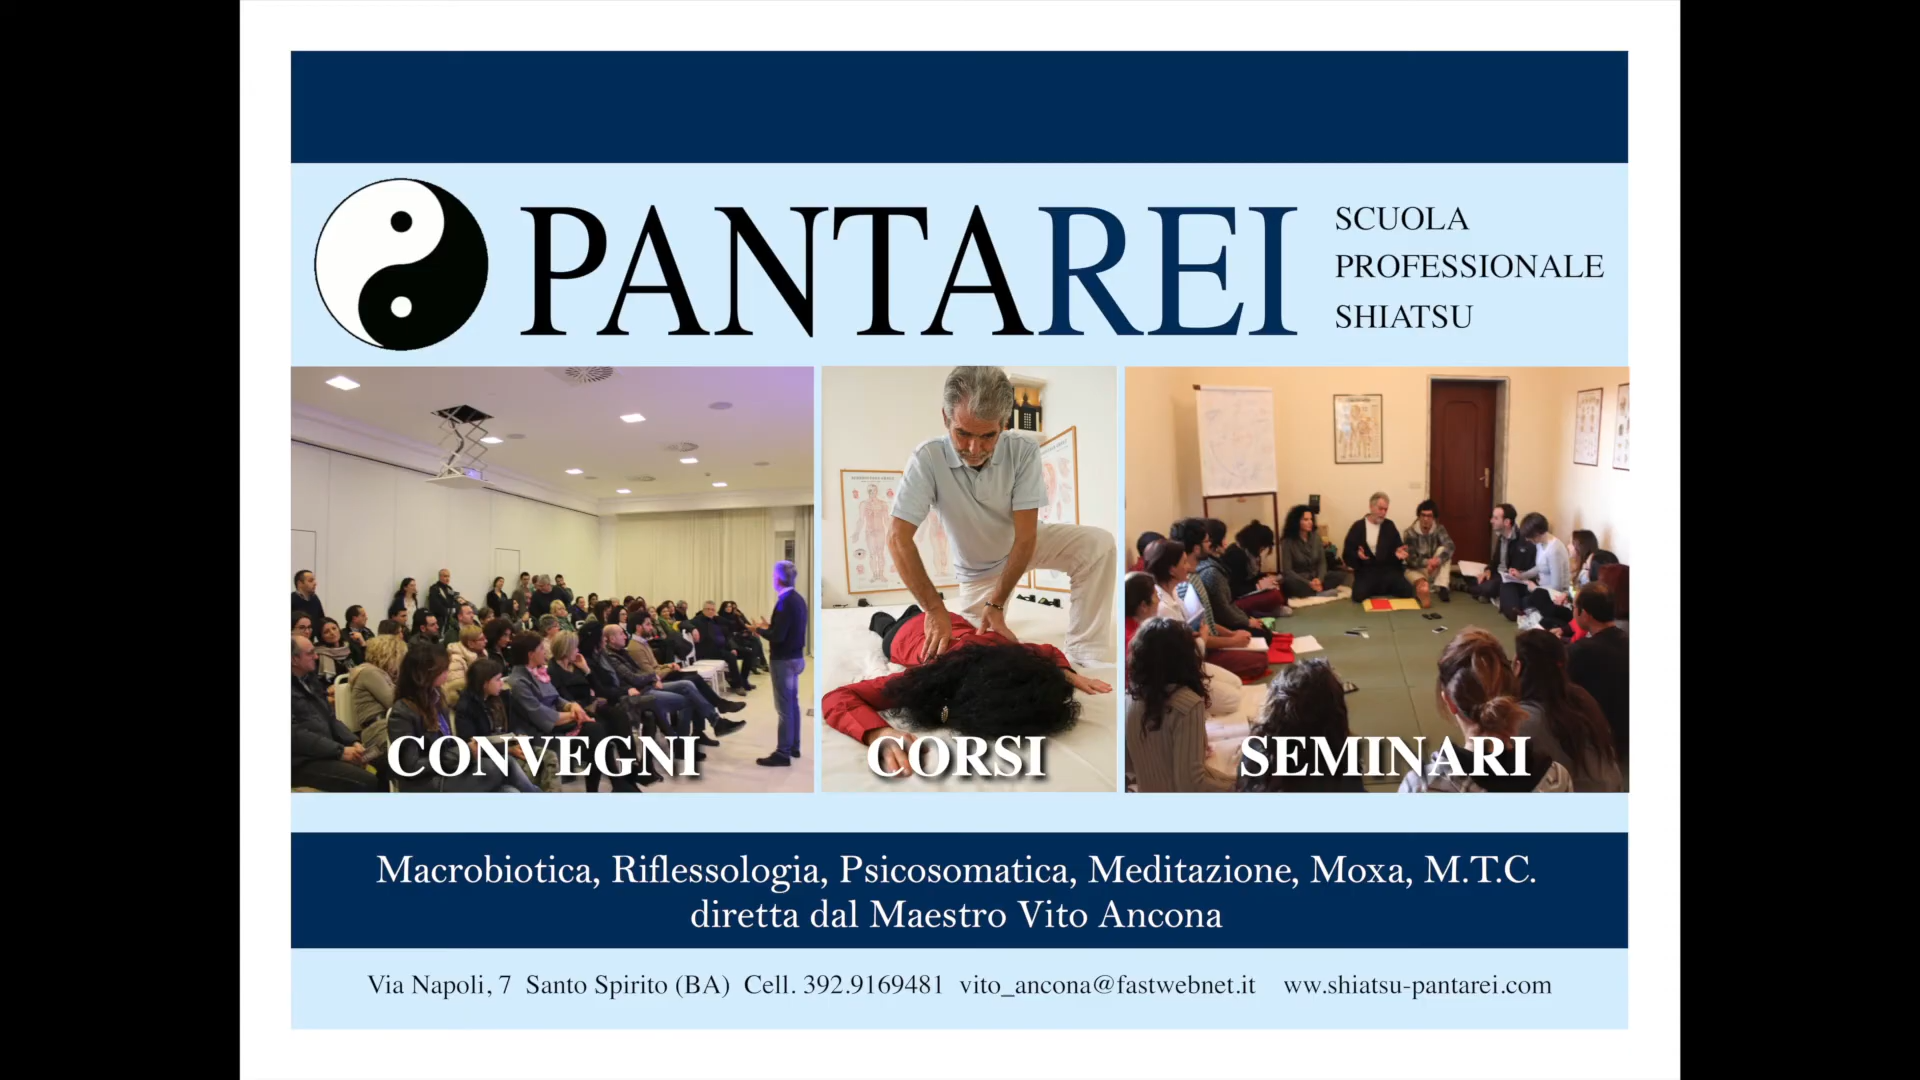 PANTAREI
SCUOLA
PROFESSIONALE
SHIATSU
CONVEGNI
CORSI
SEMINARI
Macrobiotica, Riflessologia, Psicosomatica, Meditazione, Moxa, M.T.C.
diretta dal Maestro Vito Ancona
Via Napoli, 7 Santo Spirito (BA) Cell. 392.9169481 vito_ancona@fastwebnet.it ww.shiatsu-pantarei.com